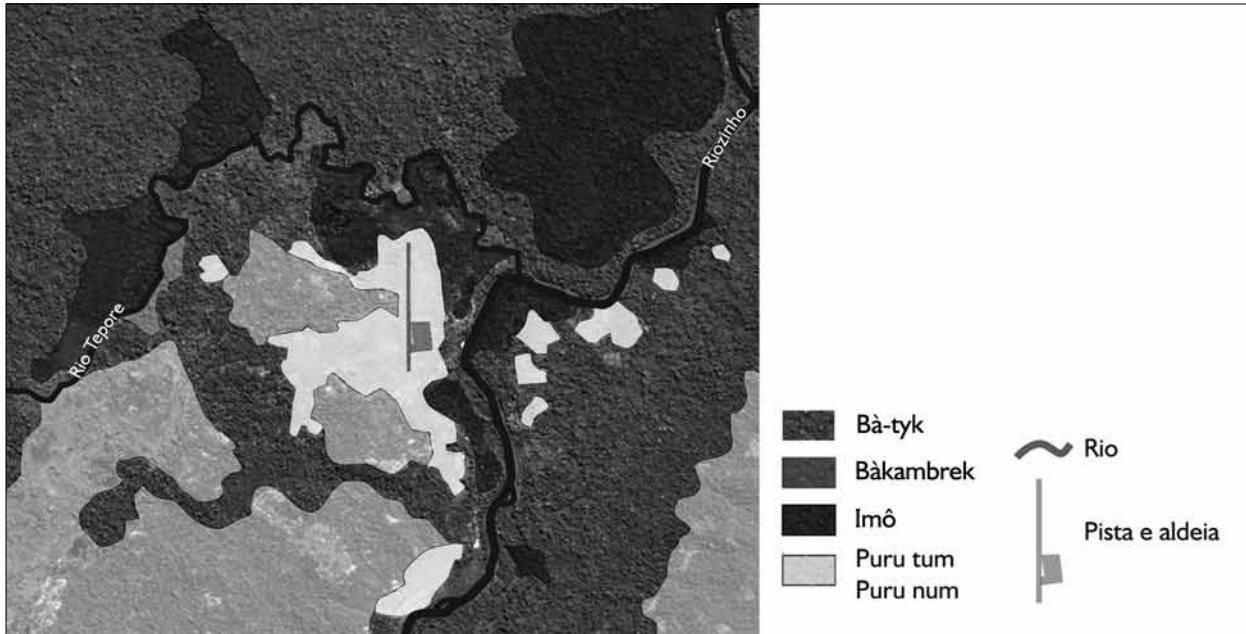 Riozinho
Rio Tepore
Bà-tyk
Bàkambrek
Imô
Puru tum
Puru num
Rio
Pista e aldeia